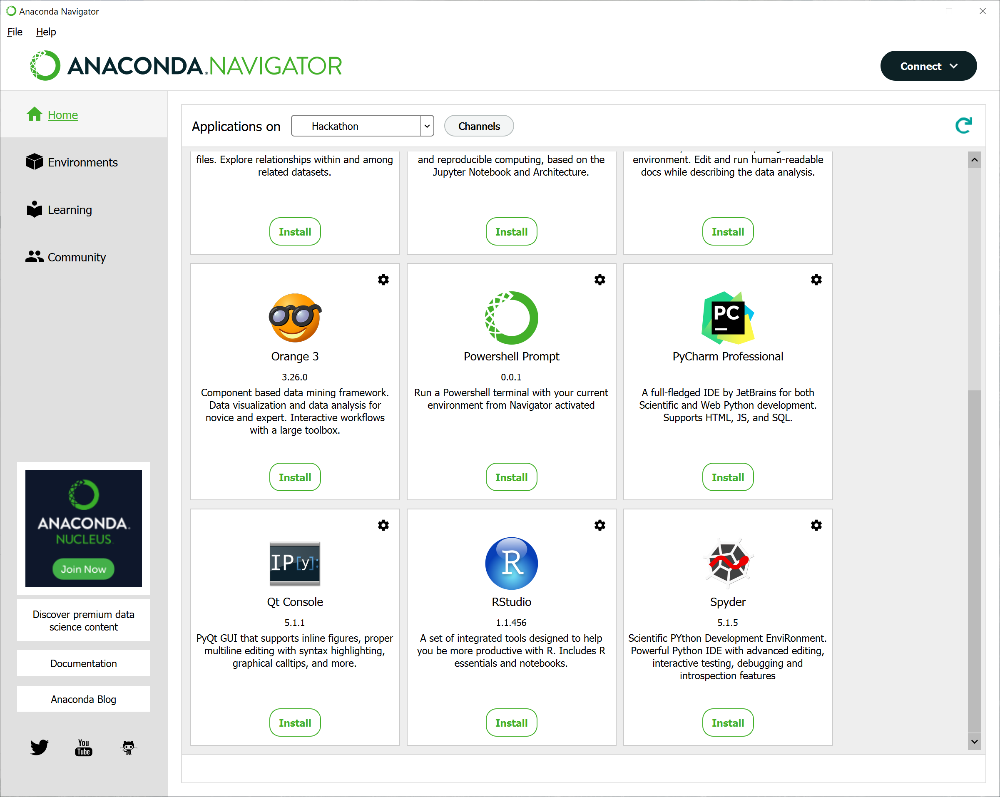 Anaconda Navigator
File Help
ANACONDA.NAVIGATOR
Connect
Home
Applications on Hackathon Channels
Environments
Learning
Community
files. Explore relationships within and among
related datasets.
Install
and reproducible computing, based on the
Jupyter Notebook and Architecture.
Install
environment. Edit and run human-readable
docs while describing the data analysis.
Install
Orange 3
3.26.0
Component based data mining framework.
Data visualization and data analysis for
novice and expert. Interactive workflows
with a large toolbox.
Install
Powershell Prompt
0.0.1
Run a Powershell terminal with your current
environment from Navigator activated
Install
PC
PyCharm Professional
A full-fledged IDE by JetBrains for both
Scientific and Web Python development.
Supports HTML, JS, and SQL.
Install
IP[y]:
Qt Console
5.1.1
PyQt GUI that supports inline figures, proper
multiline editing with syntax highlighting,
graphical calltips, and more.
Install
R
RStudio
1.1.456
A set of integrated tools designed to help
you be more productive with R. Includes R
essentials and notebooks.
Install
Spyder
5.1.5
Scientific PYthon Development EnviRonment.
Powerful Python IDE with advanced editing,
interactive testing, debugging and
introspection features
Install
ANACONDA.
NUCLEUS
Join Now
Discover premium data
science content
Documentation
Anaconda Blog
You
Tube